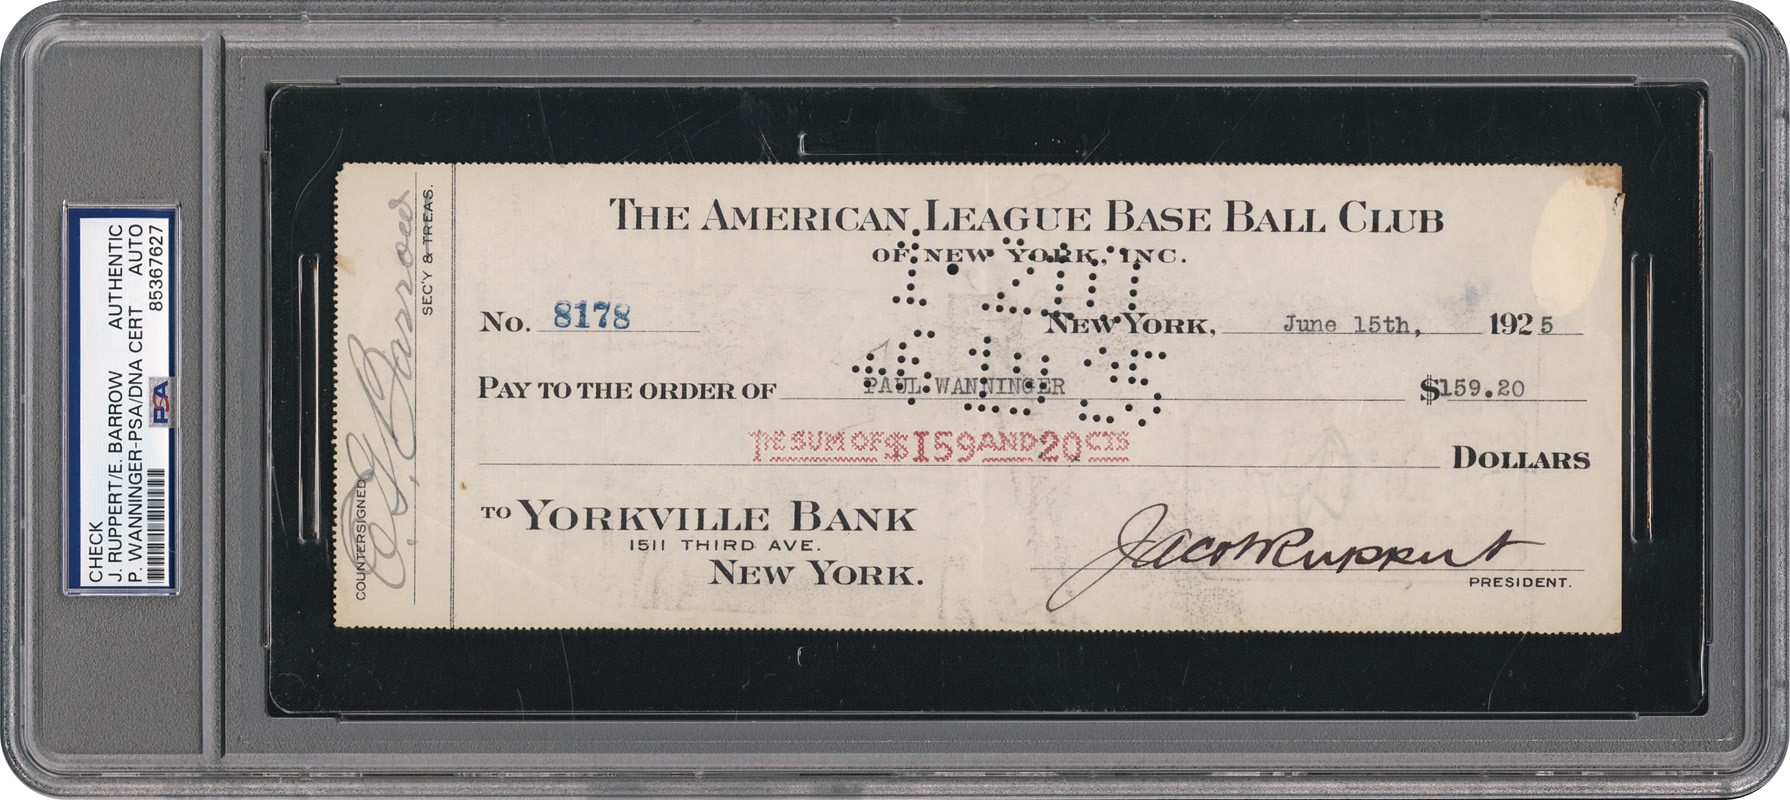 CHECK AUTHENTIC
J. RUPPERT/E. BARROW AUTO
P. WANNINGER-PSA/DNA CERT 85367627
PSA
COUNTERSIGNED
E.G. Barrow
SEC'Y & TREAS.
THE AMERICAN LEAGUE BASE BALL CLUB
OF NEW YORK, INC.
No. 8178
NEW YORK, June 15th, 1925
PAY TO THE ORDER OF PAUL WANNINGER $159.20
THE SUM OF $159 AND 20 CTS DOLLARS
TO YORKVILLE BANK
1511 THIRD AVE.
NEW YORK.
Jacob Ruppert
PRESIDENT.